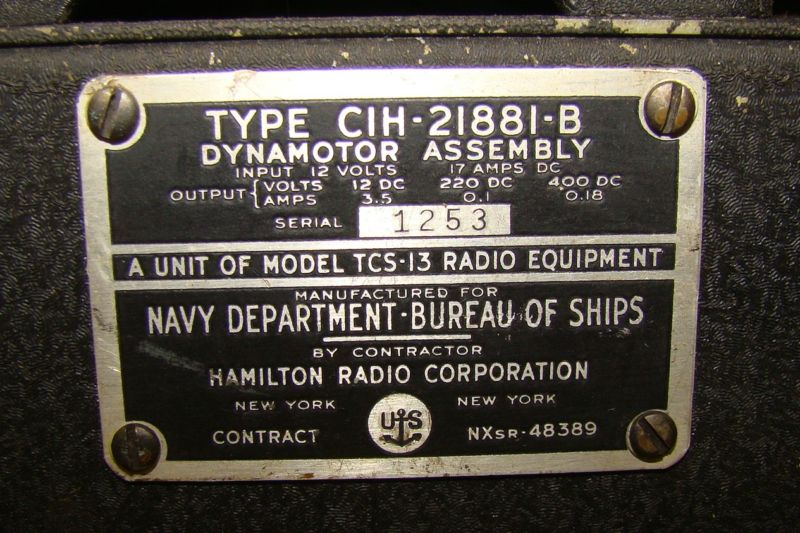 TYPE CIH-21881-B
DYNAMOTOR ASSEMBLY
INPUT 12 VOLTS 17 AMPS DC
OUTPUT { VOLTS 12 DC 220 DC 400 DC
AMPS 3.5 0.1 0.18
SERIAL 1253
A UNIT OF MODEL TCS-13 RADIO EQUIPMENT
MANUFACTURED FOR
NAVY DEPARTMENT-BUREAU OF SHIPS
BY CONTRACTOR
HAMILTON RADIO CORPORATION
NEW YORK NEW YORK
CONTRACT US NXSR-48389